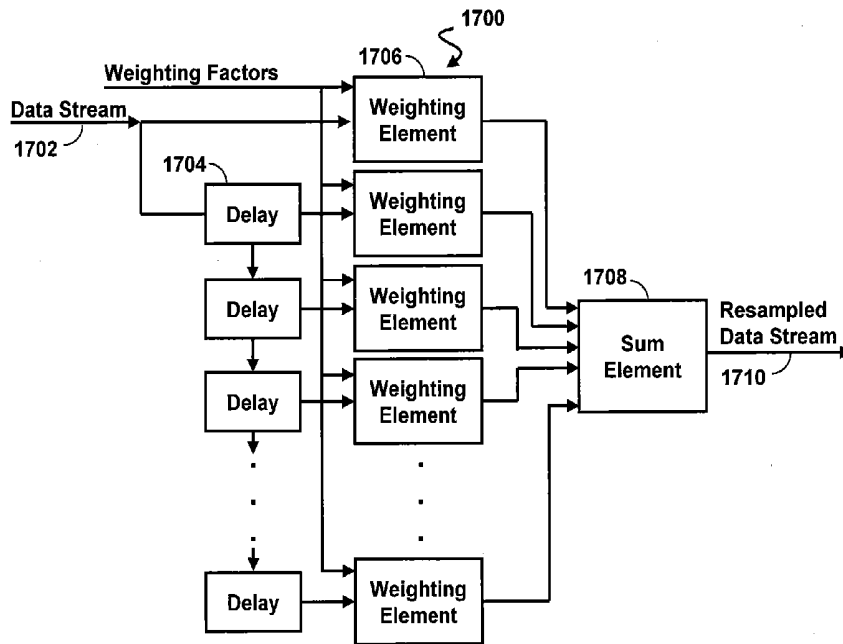 1700
1706
Weighting Factors
Weighting
Element
Data Stream
1702
1704
Delay
Weighting
Element
Delay
Weighting
Element
1708
Sum
Element
Resampled
Data Stream
1710
Delay
Weighting
Element
Delay
Weighting
Element